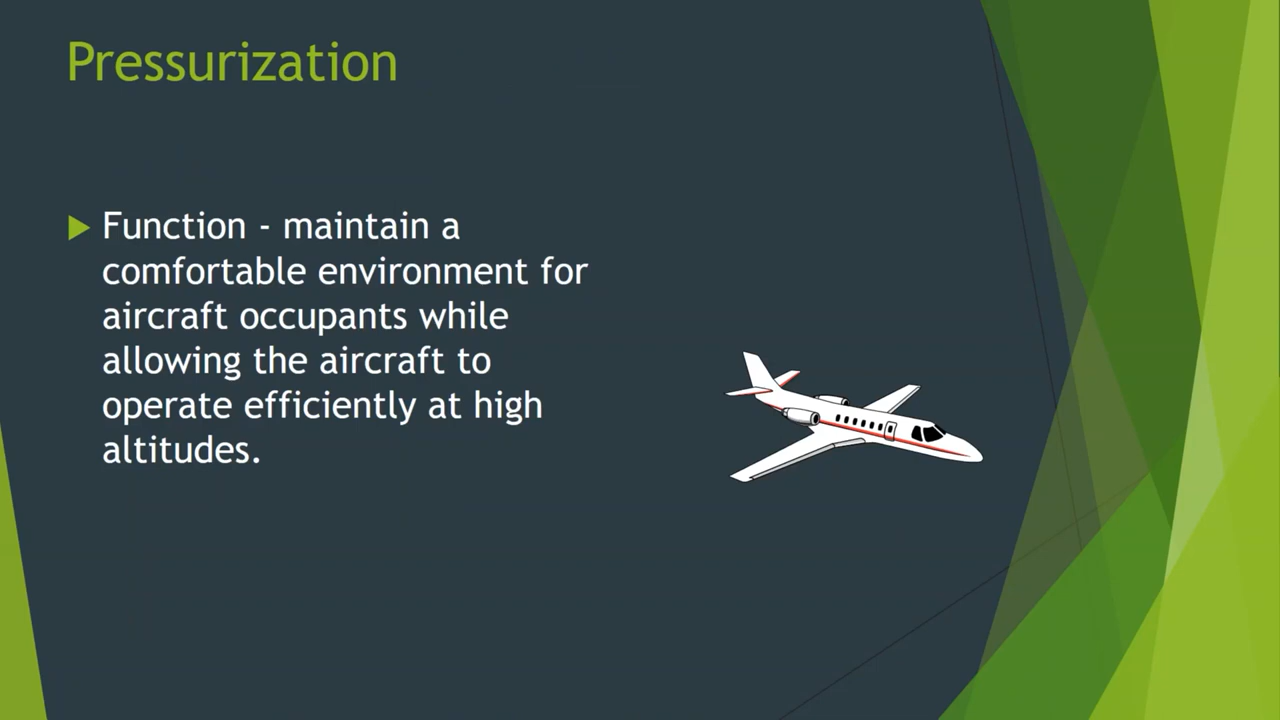 Pressurization
Function - maintain a
comfortable environment for
aircraft occupants while
allowing the aircraft to
operate efficiently at high
altitudes.